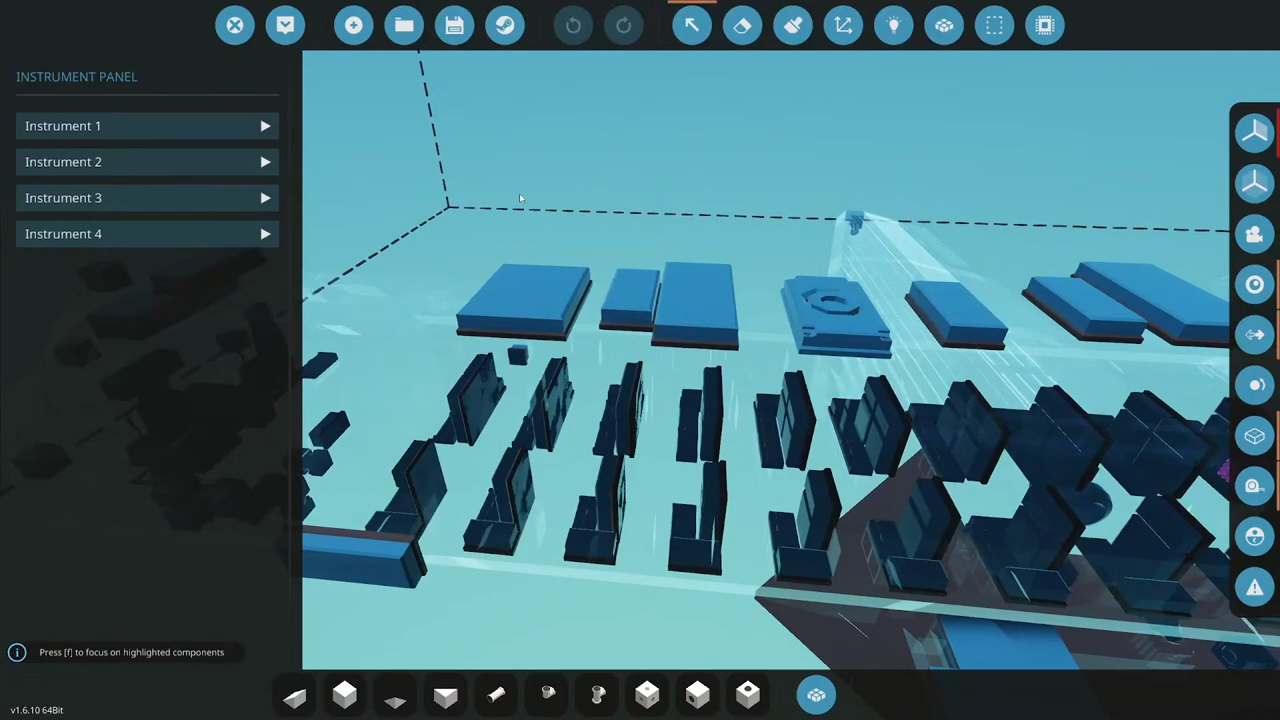 INSTRUMENT PANEL
Instrument 1
Instrument 2
Instrument 3
Instrument 4
Press [f] to focus on highlighted components
v1.6.10 64Bit